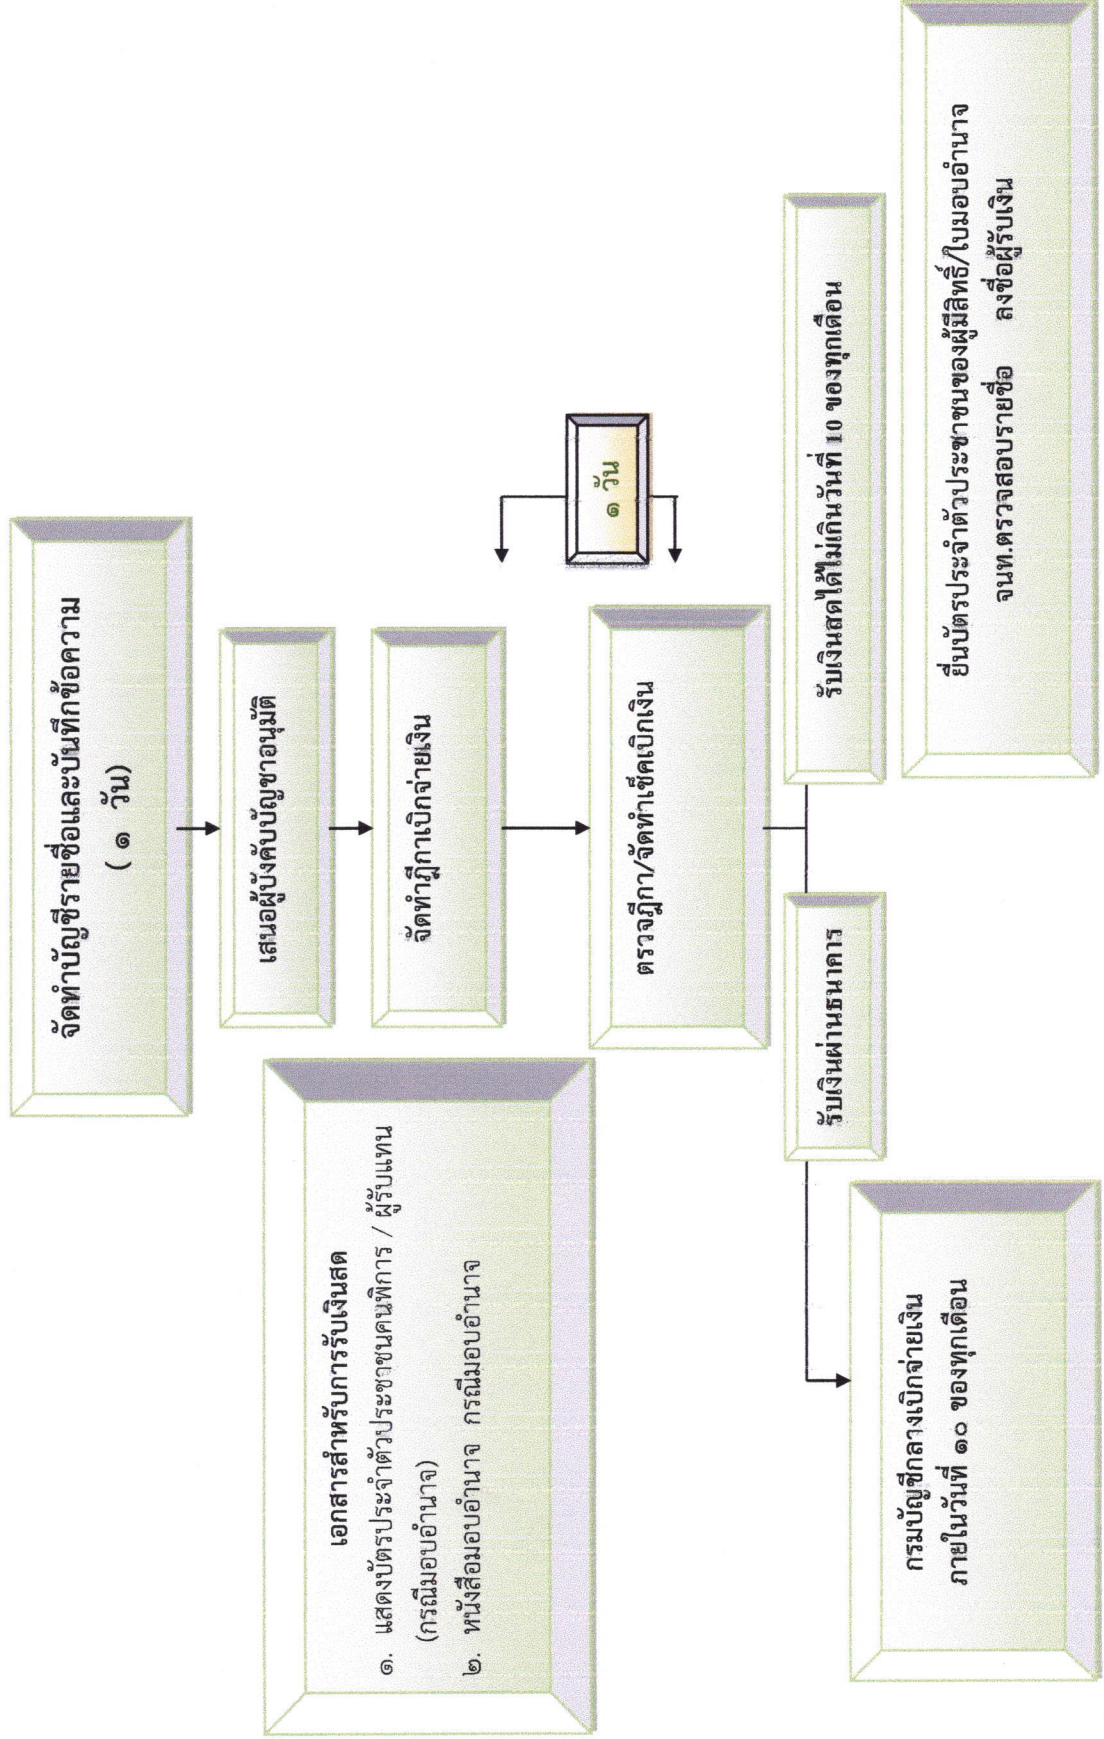 จัดทำบัญชีรายชื่อและบันทึกข้อความ
( ๑ วัน)
เสนอผู้บังคับบัญชาอนุมัติ
จัดทำฎีกาเบิกจ่ายเงิน
๑ วัน
ตรวจฎีกา/จัดทำเช็คเบิกเงิน
เอกสารสำหรับการรับเงินสด
๑. แสดงบัตรประจำตัวประชาชนคนพิการ / ผู้รับแทน
(กรณีมอบอำนาจ)
๒. หนังสือมอบอำนาจ กรณีมอบอำนาจ
รับเงินผ่านธนาคาร
รับเงินสดได้ไม่เกินวันที่ 10 ของทุกเดือน
กรมบัญชีกลางเบิกจ่ายเงิน
ภายในวันที่ ๑๐ ของทุกเดือน
ยื่นบัตรประจำตัวประชาชนของผู้มีสิทธิ์/ใบมอบอำนาจ
จนท.ตรวจสอบรายชื่อ ลงชื่อผู้รับเงิน